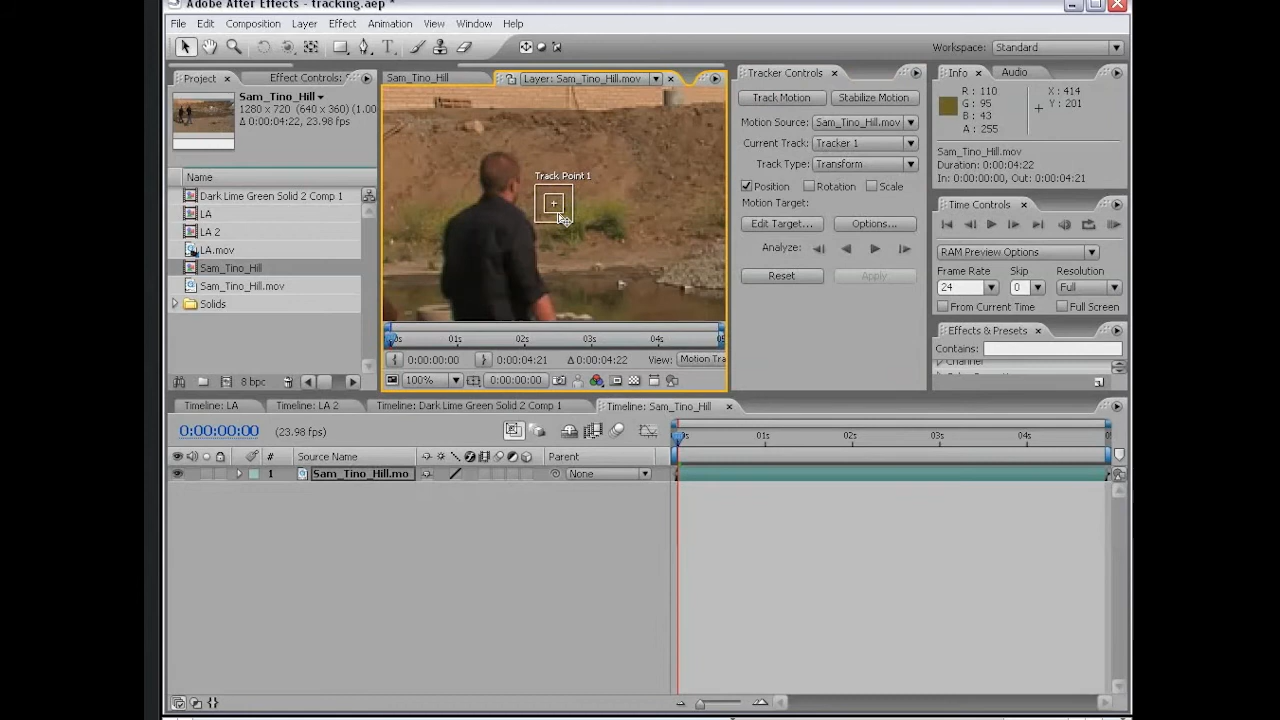 Adobe After Effects - tracking.aep *
File Edit Composition Layer Effect Animation View Window Help
Workspace: Standard
Project Effect Controls: S
Sam_Tino_Hill
1280 x 720 (640 x 360) (1.00
Δ 0:00:04:22, 23.98 fps
Name
Dark Lime Green Solid 2 Comp 1
LA
LA 2
LA.mov
Sam_Tino_Hill
Sam_Tino_Hill.mov
Solids
8 bpc
Sam_Tino_Hill Layer: Sam_Tino_Hill.mov
Track Point 1
01s 02s 03s 04s 05
0:00:00:00 0:00:04:21 Δ 0:00:04:22 View: Motion Tra
100% 0:00:00:00
Tracker Controls
Track Motion Stabilize Motion
Motion Source: Sam_Tino_Hill.mov
Current Track: Tracker 1
Track Type: Transform
Position Rotation Scale
Motion Target:
Edit Target... Options...
Analyze:
Reset Apply
Info Audio
R : 110 X : 414
G : 95 Y : 201
B : 43
A : 255
Sam_Tino_Hill.mov
Duration: 0:00:04:22
In: 0:00:00:00, Out: 0:00:04:21
Time Controls
RAM Preview Options
Frame Rate Skip Resolution
24 0 Full
From Current Time Full Screen
Effects & Presets
Contains:
Channel
Timeline: LA Timeline: LA 2 Timeline: Dark Lime Green Solid 2 Comp 1 Timeline: Sam_Tino_Hill
0:00:00:00 (23.98 fps)
01s 02s 03s 04s
# Source Name Parent
1 Sam_Tino_Hill.mo None